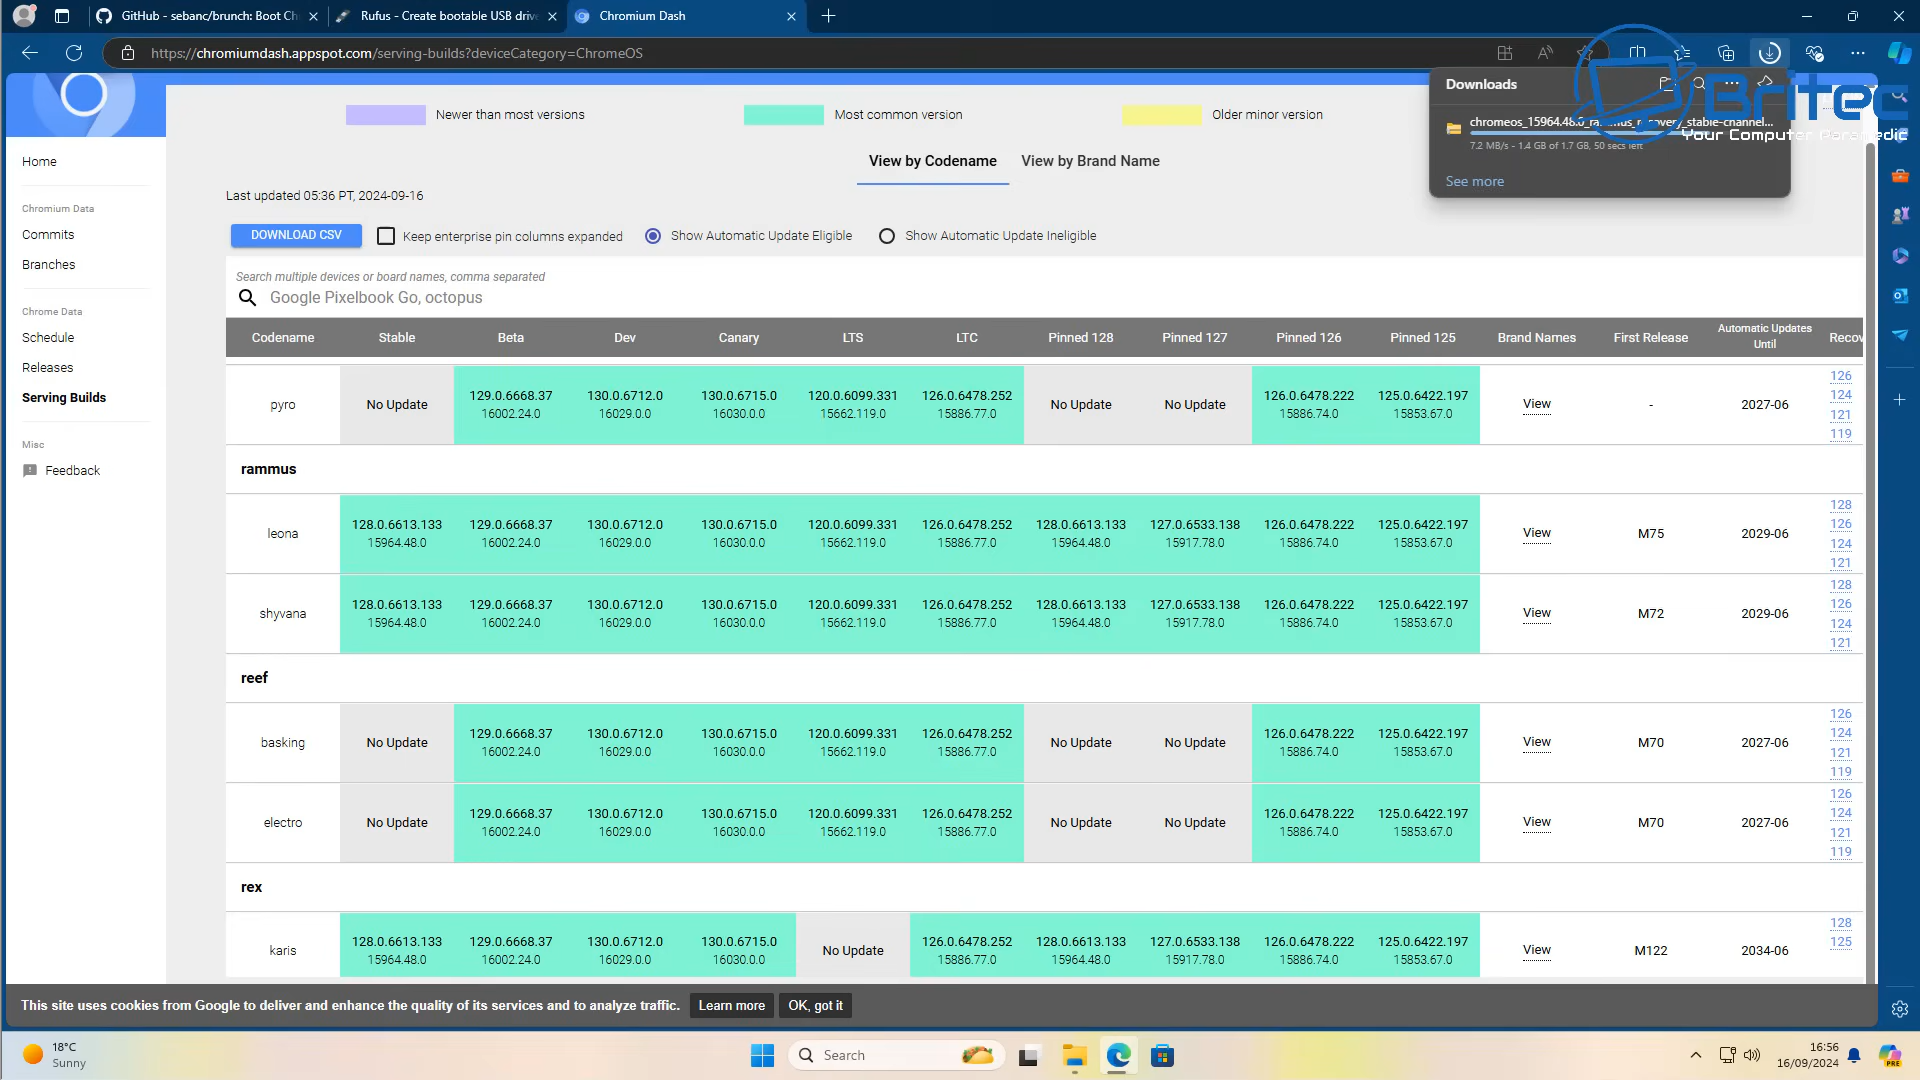 GitHub - sebanc/brunch: Boot Ch
Rufus - Create bootable USB drive
Chromium Dash
https://chromiumdash.appspot.com/serving-builds?deviceCategory=ChromeOS
Downloads
chromeos_15964.48.0_rammus_recovery_stable-channel...
7.2 MB/s - 1.4 GB of 1.7 GB, 50 secs left
See more
Britec
Your Computer Paramedic
Newer than most versions
Most common version
Older minor version
View by Codename
View by Brand Name
Last updated 05:36 PT, 2024-09-16
DOWNLOAD CSV
Keep enterprise pin columns expanded
Show Automatic Update Eligible
Show Automatic Update Ineligible
Search multiple devices or board names, comma separated
Google Pixelbook Go, octopus
Home
Chromium Data
Commits
Branches
Chrome Data
Schedule
Releases
Serving Builds
Misc
Feedback
Codename Stable Beta Dev Canary LTS LTC Pinned 128 Pinned 127 Pinned 126 Pinned 125 Brand Names First Release Automatic Updates Until Recov
pyro No Update 129.0.6668.37 130.0.6712.0 130.0.6715.0 120.0.6099.331 126.0.6478.252 No Update No Update 126.0.6478.222 125.0.6422.197 View - 2027-06
16002.24.0 16029.0.0 16030.0.0 15662.119.0 15886.77.0 15886.74.0 15853.67.0
126
124
121
119
rammus
leona 128.0.6613.133 129.0.6668.37 130.0.6712.0 130.0.6715.0 120.0.6099.331 126.0.6478.252 128.0.6613.133 127.0.6533.138 126.0.6478.222 125.0.6422.197 View M75 2029-06
15964.48.0 16002.24.0 16029.0.0 16030.0.0 15662.119.0 15886.77.0 15964.48.0 15917.78.0 15886.74.0 15853.67.0
128
126
124
121
shyvana 128.0.6613.133 129.0.6668.37 130.0.6712.0 130.0.6715.0 120.0.6099.331 126.0.6478.252 128.0.6613.133 127.0.6533.138 126.0.6478.222 125.0.6422.197 View M72 2029-06
15964.48.0 16002.24.0 16029.0.0 16030.0.0 15662.119.0 15886.77.0 15964.48.0 15917.78.0 15886.74.0 15853.67.0
128
126
124
121
reef
basking No Update 129.0.6668.37 130.0.6712.0 130.0.6715.0 120.0.6099.331 126.0.6478.252 No Update No Update 126.0.6478.222 125.0.6422.197 View M70 2027-06
16002.24.0 16029.0.0 16030.0.0 15662.119.0 15886.77.0 15886.74.0 15853.67.0
126
124
121
119
electro No Update 129.0.6668.37 130.0.6712.0 130.0.6715.0 120.0.6099.331 126.0.6478.252 No Update No Update 126.0.6478.222 125.0.6422.197 View M70 2027-06
16002.24.0 16029.0.0 16030.0.0 15662.119.0 15886.77.0 15886.74.0 15853.67.0
126
124
121
119
rex
karis 128.0.6613.133 129.0.6668.37 130.0.6712.0 130.0.6715.0 No Update 126.0.6478.252 128.0.6613.133 127.0.6533.138 126.0.6478.222 125.0.6422.197 View M122 2034-06
15964.48.0 16002.24.0 16029.0.0 16030.0.0 15886.77.0 15964.48.0 15917.78.0 15886.74.0 15853.67.0
128
125
This site uses cookies from Google to deliver and enhance the quality of its services and to analyze traffic.
Learn more
OK, got it
18°C
Sunny
Search
16:56
16/09/2024
PRE